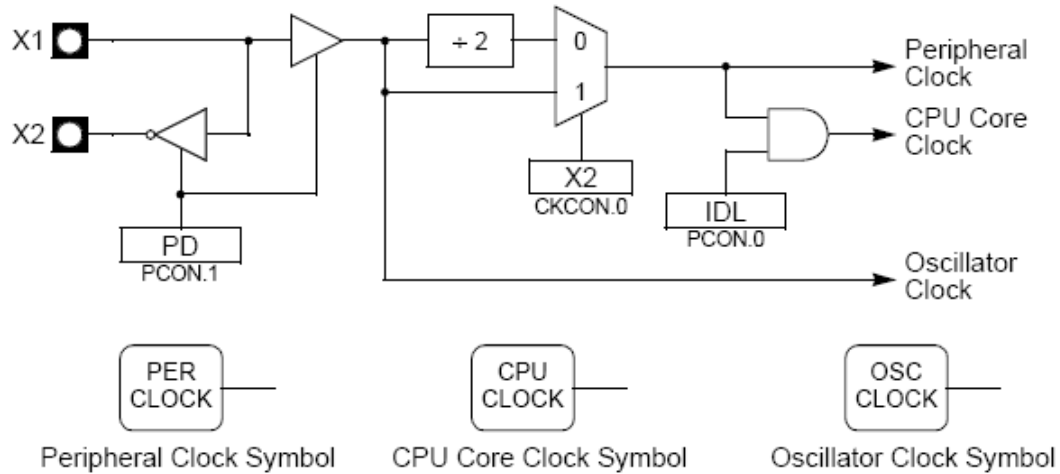 X1
÷ 2
0
1
Peripheral
Clock
X2
CPU Core
Clock
X2
CKCON.0
IDL
PCON.0
PD
PCON.1
Oscillator
Clock
PER
CLOCK
CPU
CLOCK
OSC
CLOCK
Peripheral Clock Symbol
CPU Core Clock Symbol
Oscillator Clock Symbol